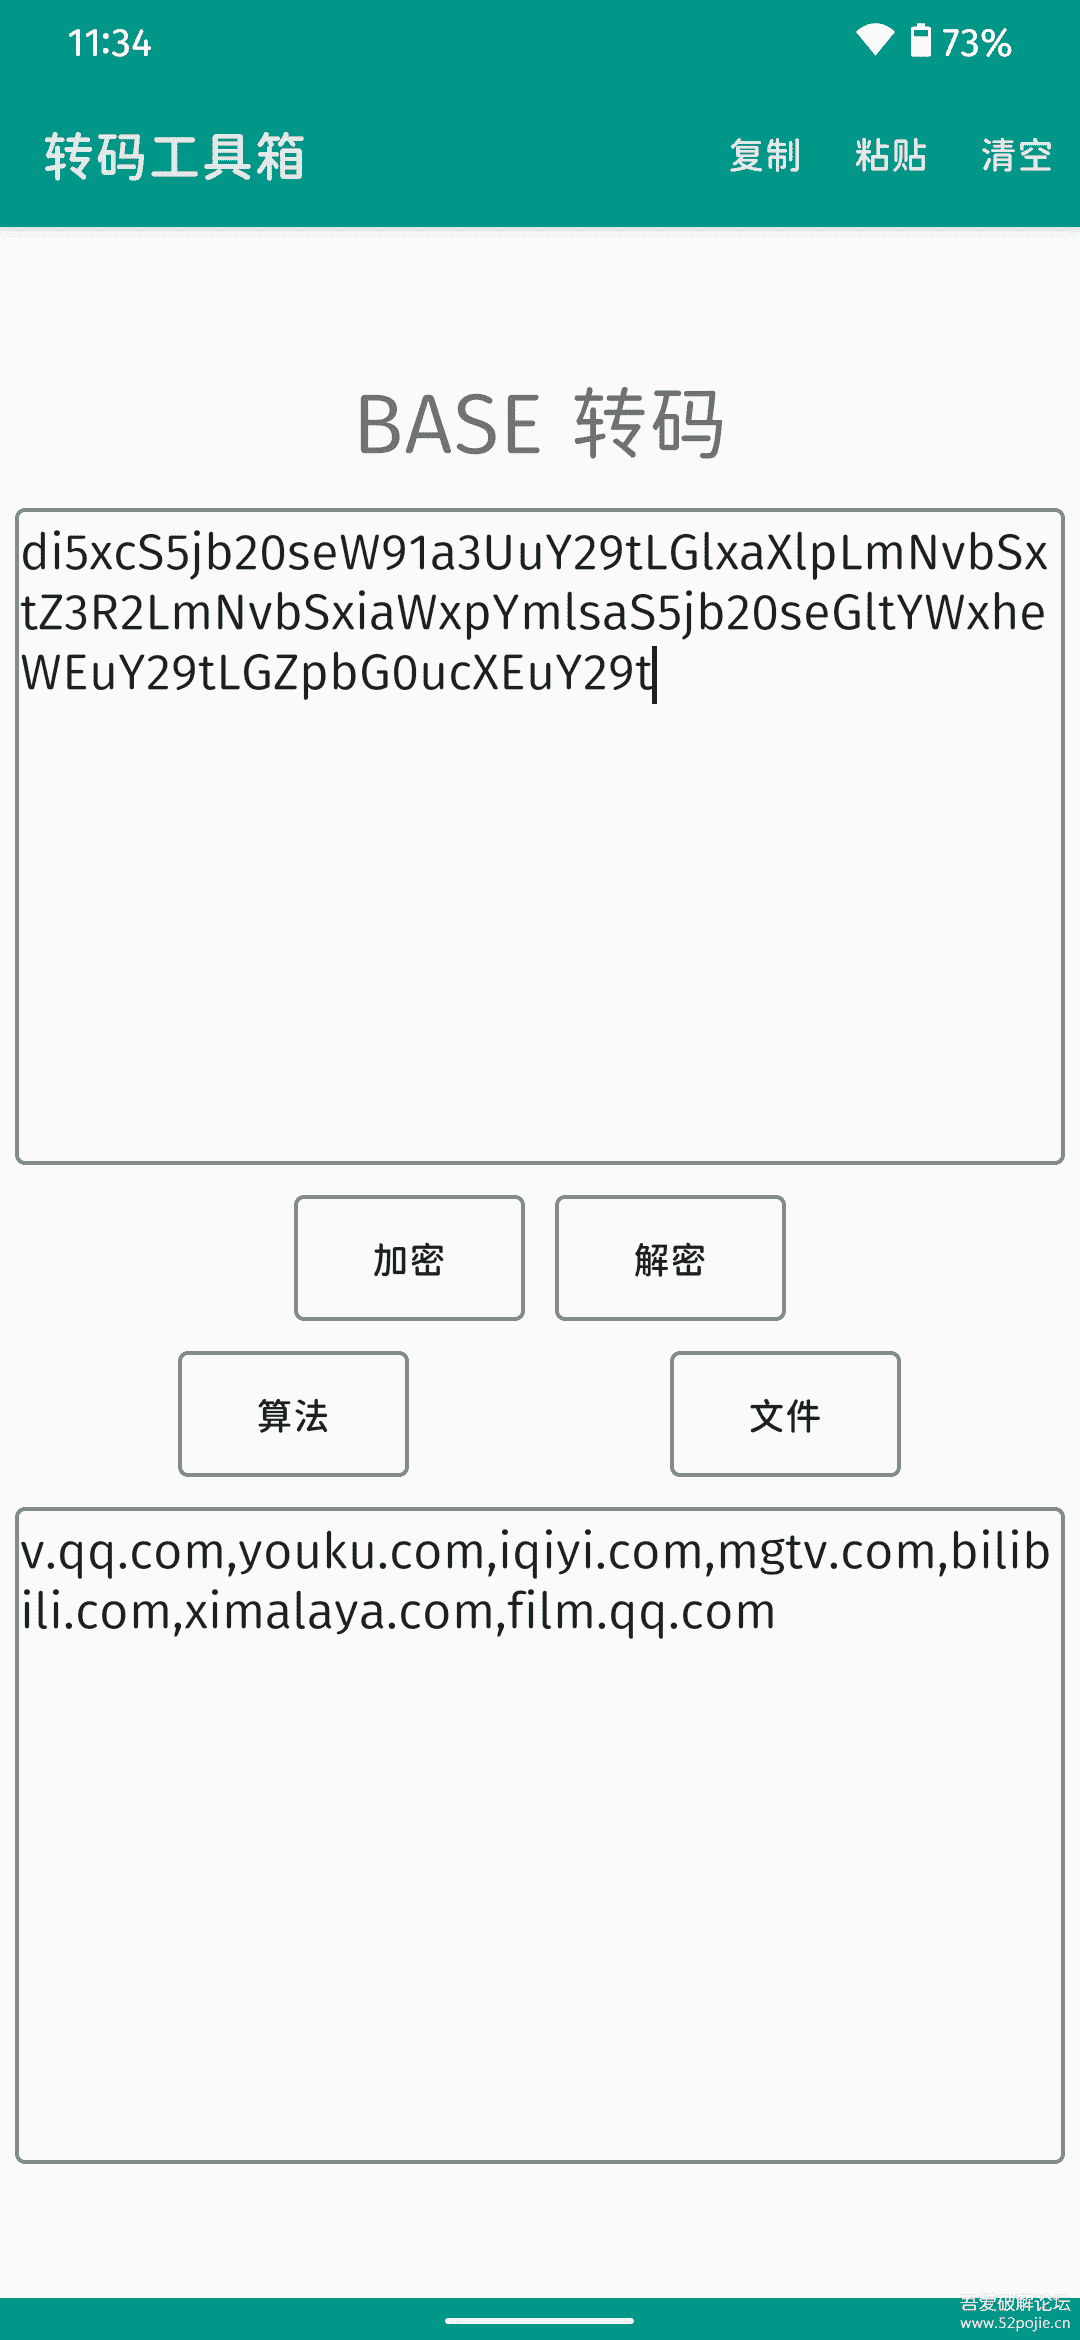 11:34
73%
转码工具箱
复制 粘贴 清空
BASE 转码
di5xcS5jb20seW91a3UuY29tLGlxaXlpLmNvbSx
tZ3R2LmNvbSxiaWxpYmlsaS5jb20seGltYWxhe
WEuY29tLGZpbG0ucXEuY29t
加密 解密
算法 文件
v.qq.com,youku.com,iqiyi.com,mgtv.com,bilib
ili.com,ximalaya.com,film.qq.com
吾爱破解论坛
www.52pojie.cn